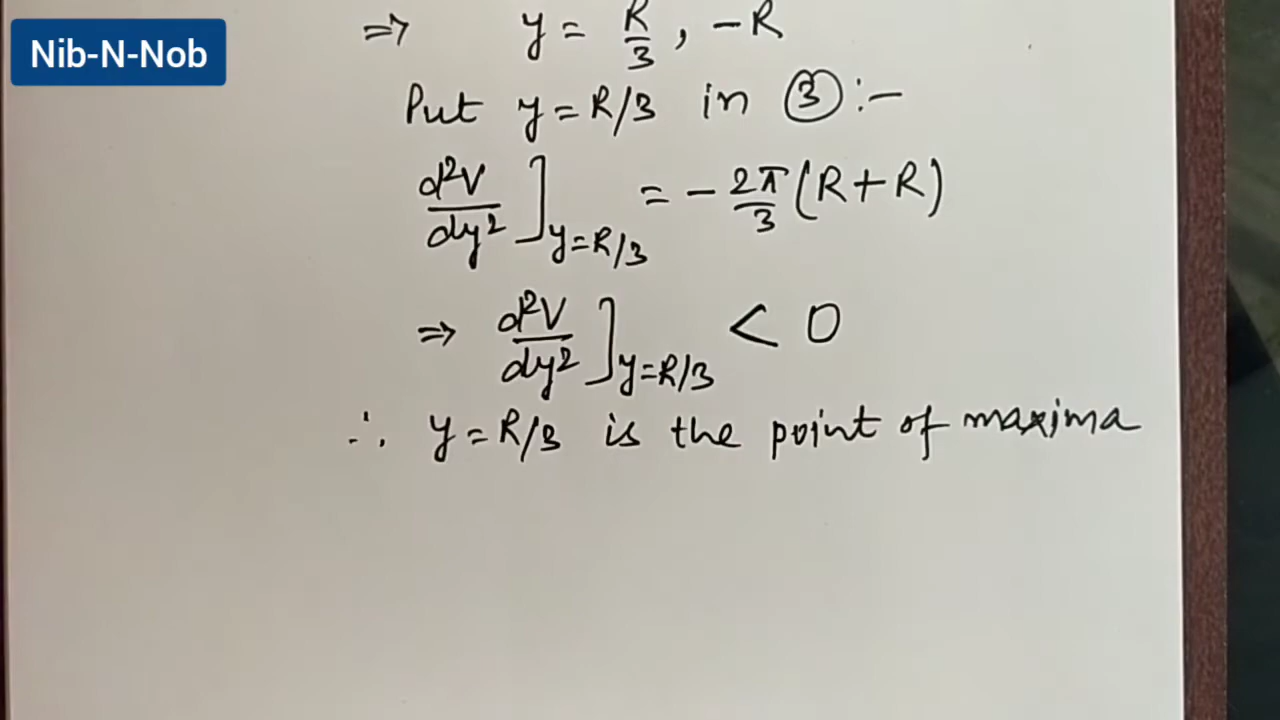 Nib-N-Nob
⇒ y = R/3, -R
Put y = R/3 in ③ :-
d²V/dy²]y=R/3 = - 2π/3 (R+R)
⇒ d²V/dy²]y=R/3 < 0
∴ y = R/3 is the point of maxima